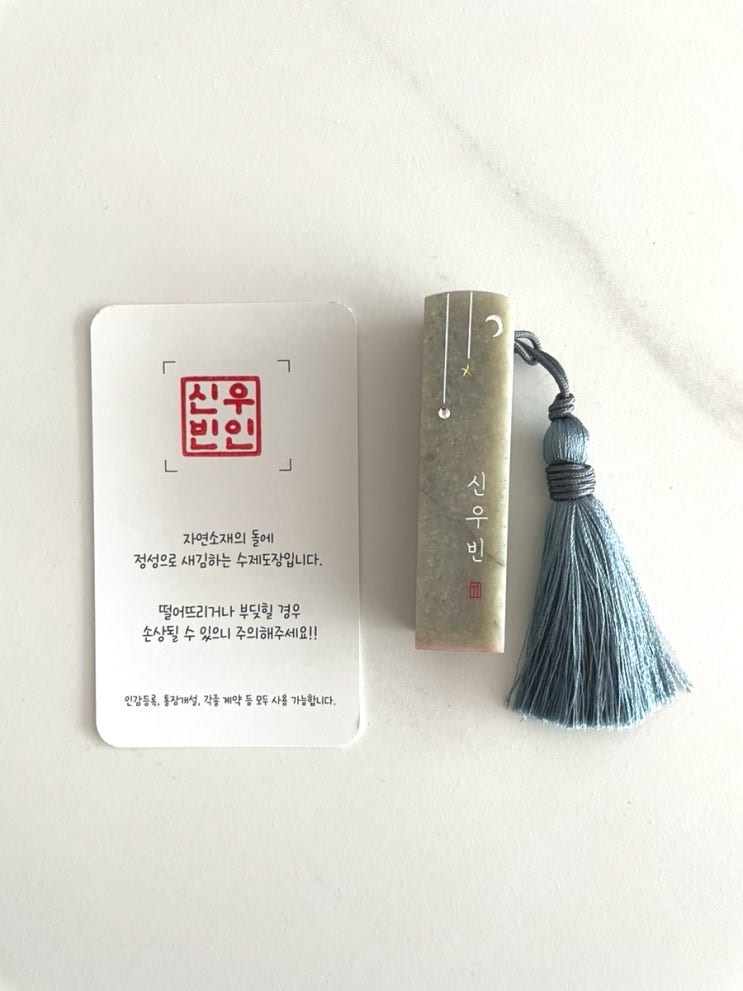 신우
빈인
자연소재의 돌에
정성으로 새김하는 수제도장입니다.
떨어뜨리거나 부딪힐 경우
손상될 수 있으니 주의해주세요!!
인감등록, 통장개설, 각종 계약 등 모두 사용 가능합니다.
신
우
빈